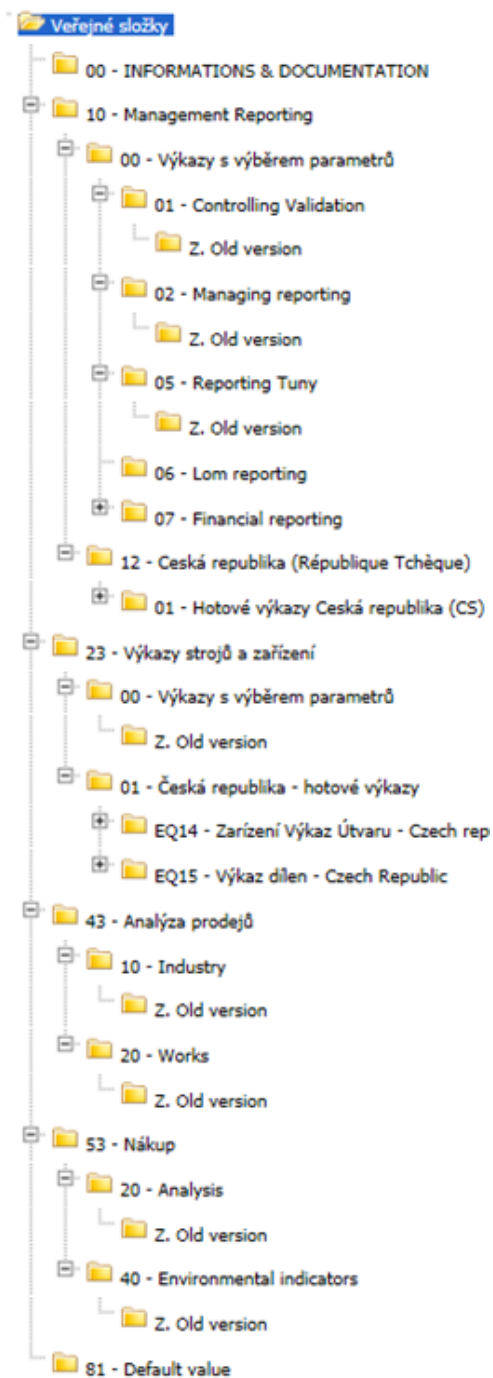 Veřejné složky
00 - INFORMATIONS & DOCUMENTATION
10 - Management Reporting
00 - Výkazy s výběrem parametrů
01 - Controlling Validation
Z. Old version
02 - Managing reporting
Z. Old version
05 - Reporting Tuny
Z. Old version
06 - Lom reporting
07 - Financial reporting
12 - Ceská republika (République Tchèque)
01 - Hotové výkazy Ceská republika (CS)
23 - Výkazy strojů a zařízení
00 - Výkazy s výběrem parametrů
Z. Old version
01 - Česká republika - hotové výkazy
EQ14 - Zarízení Výkaz Útvaru - Czech rep
EQ15 - Výkaz dílen - Czech Republic
43 - Analýza prodejů
10 - Industry
Z. Old version
20 - Works
Z. Old version
53 - Nákup
20 - Analysis
Z. Old version
40 - Environmental indicators
Z. Old version
81 - Default value